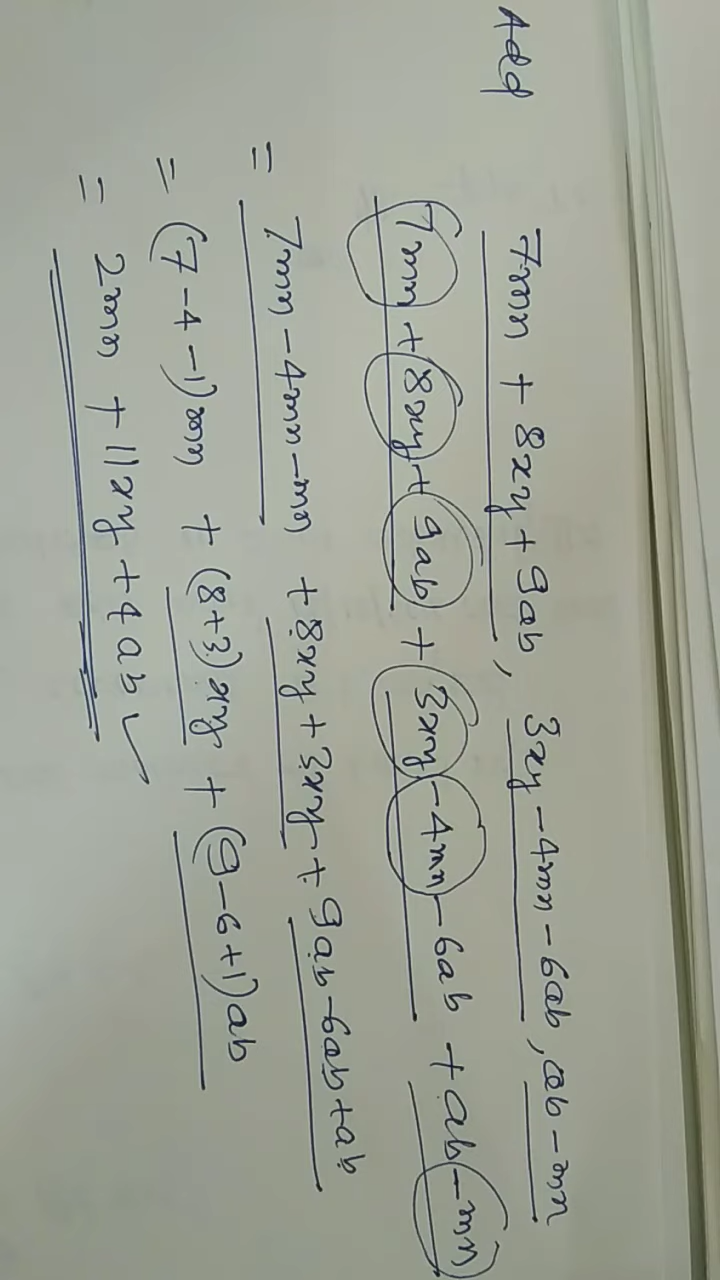 Add
7mn + 8xy + 9ab, 3xy - 4mn - 6ab, ab - mn
7mn + 8xy + 9ab + 3xy - 4mn - 6ab + ab - mn
= 7mn - 4mn - mn + 8xy + 3xy + 9ab - 6ab + ab
= (7 - 4 - 1)mn + (8 + 3)xy + (9 - 6 + 1)ab
= 2mn + 11xy + 4ab ✓